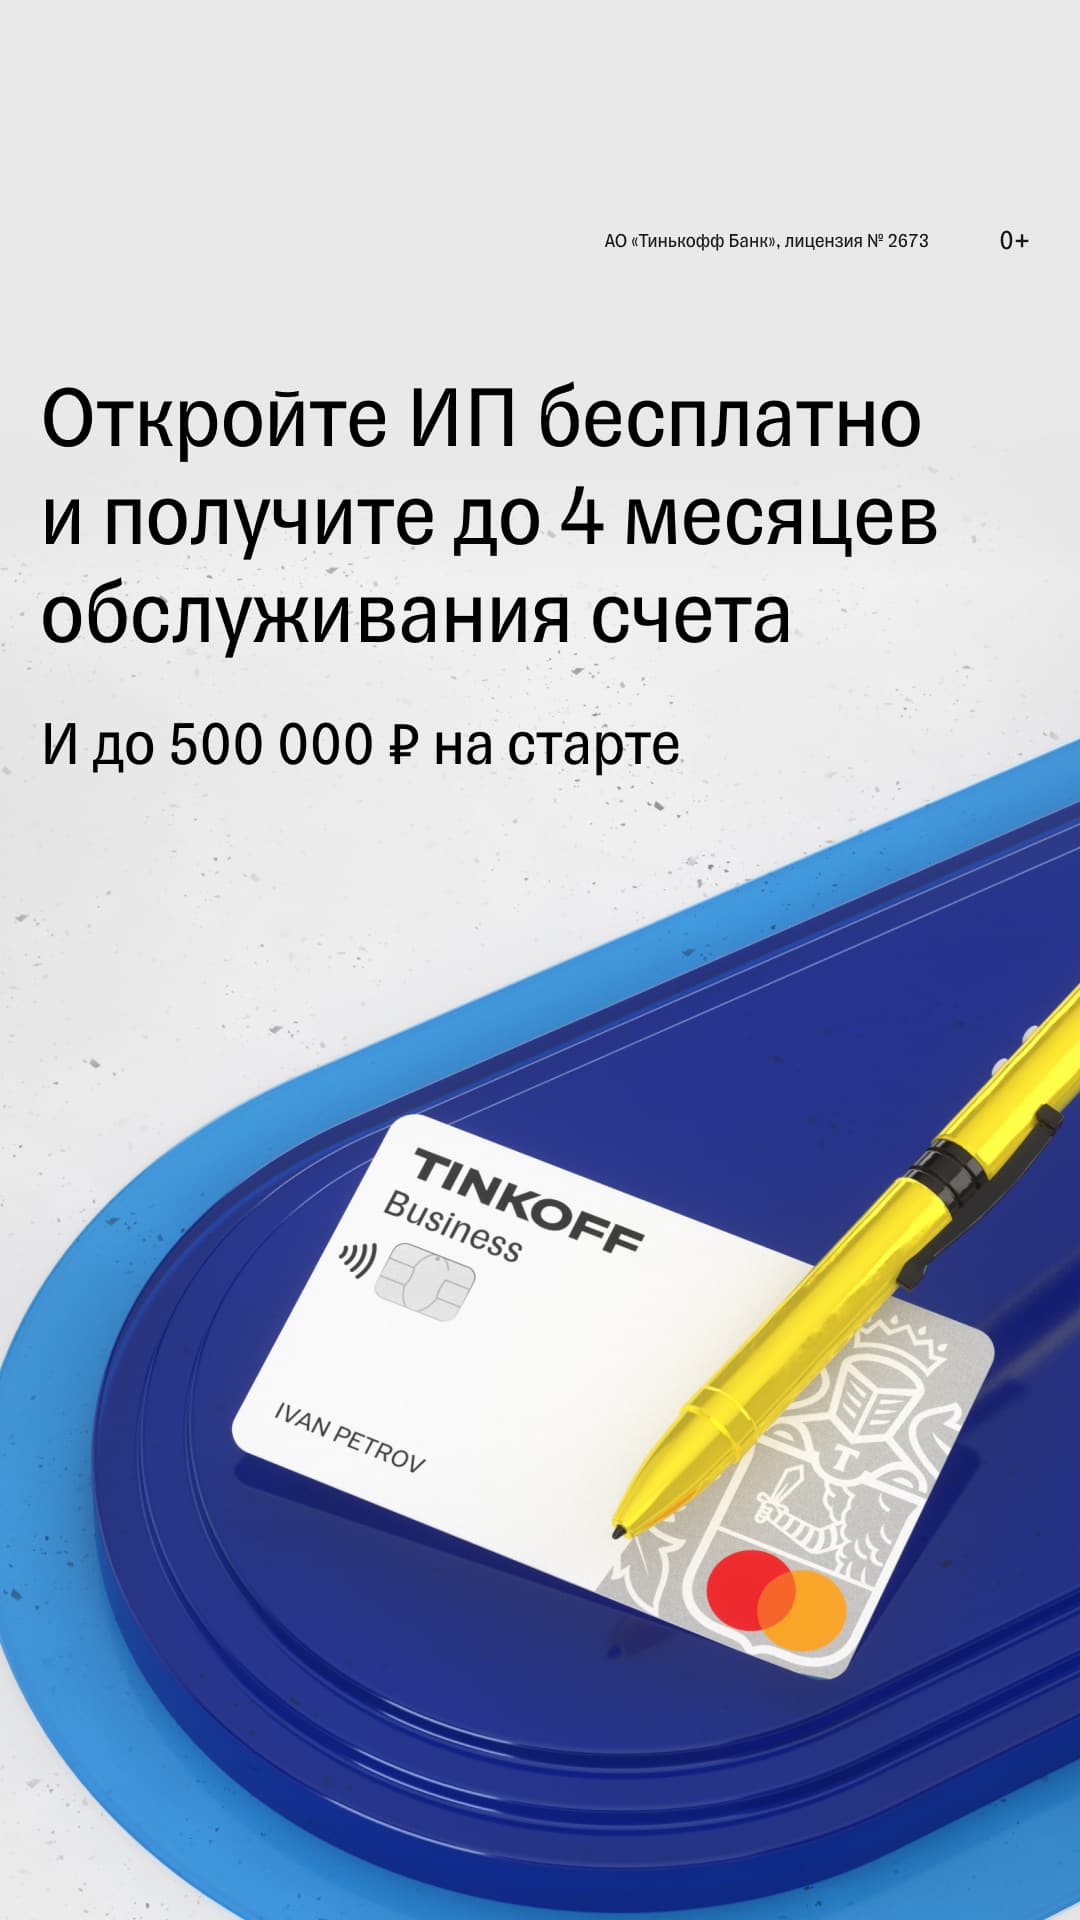 АО «Тинькофф Банк», лицензия № 2673 0+
Откройте ИП бесплатно
и получите до 4 месяцев
обслуживания счета
И до 500 000 ₽ на старте
TINKOFF
Business
IVAN PETROV
T